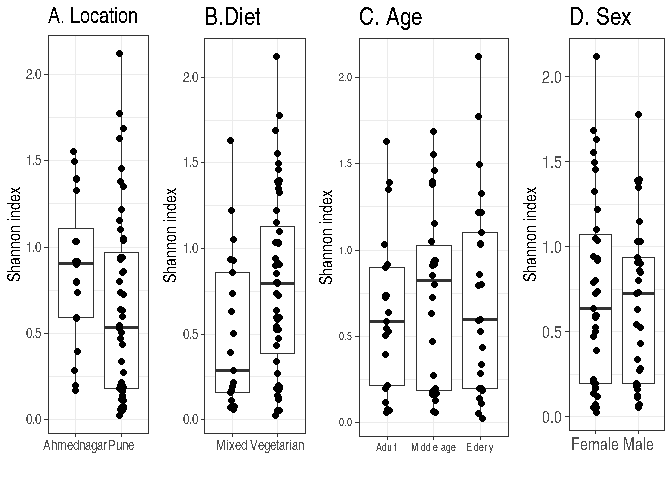 A. Location
Shannon index
2.0
1.5
1.0
0.5
0.0
Ahmednagar Pune
B.Diet
Shannon index
2.0
1.5
1.0
0.5
0.0
Mixed Vegetarian
C. Age
Shannon index
2.0
1.5
1.0
0.5
0.0
Adult Middle age Edery
D. Sex
Shannon index
2.0
1.5
1.0
0.5
0.0
Female Male